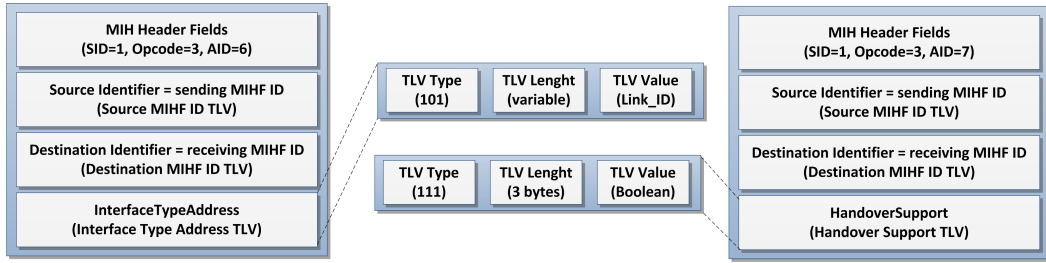 MIH Header Fields
(SID=1, Opcode=3, AID=6)
Source Identifier = sending MIHF ID
(Source MIHF ID TLV)
Destination Identifier = receiving MIHF ID
(Destination MIHF ID TLV)
InterfaceTypeAddress
(Interface Type Address TLV)
TLV Type
(101)
TLV Lenght
(variable)
TLV Value
(Link_ID)
TLV Type
(111)
TLV Lenght
(3 bytes)
TLV Value
(Boolean)
MIH Header Fields
(SID=1, Opcode=3, AID=7)
Source Identifier = sending MIHF ID
(Source MIHF ID TLV)
Destination Identifier = receiving MIHF ID
(Destination MIHF ID TLV)
HandoverSupport
(Handover Support TLV)